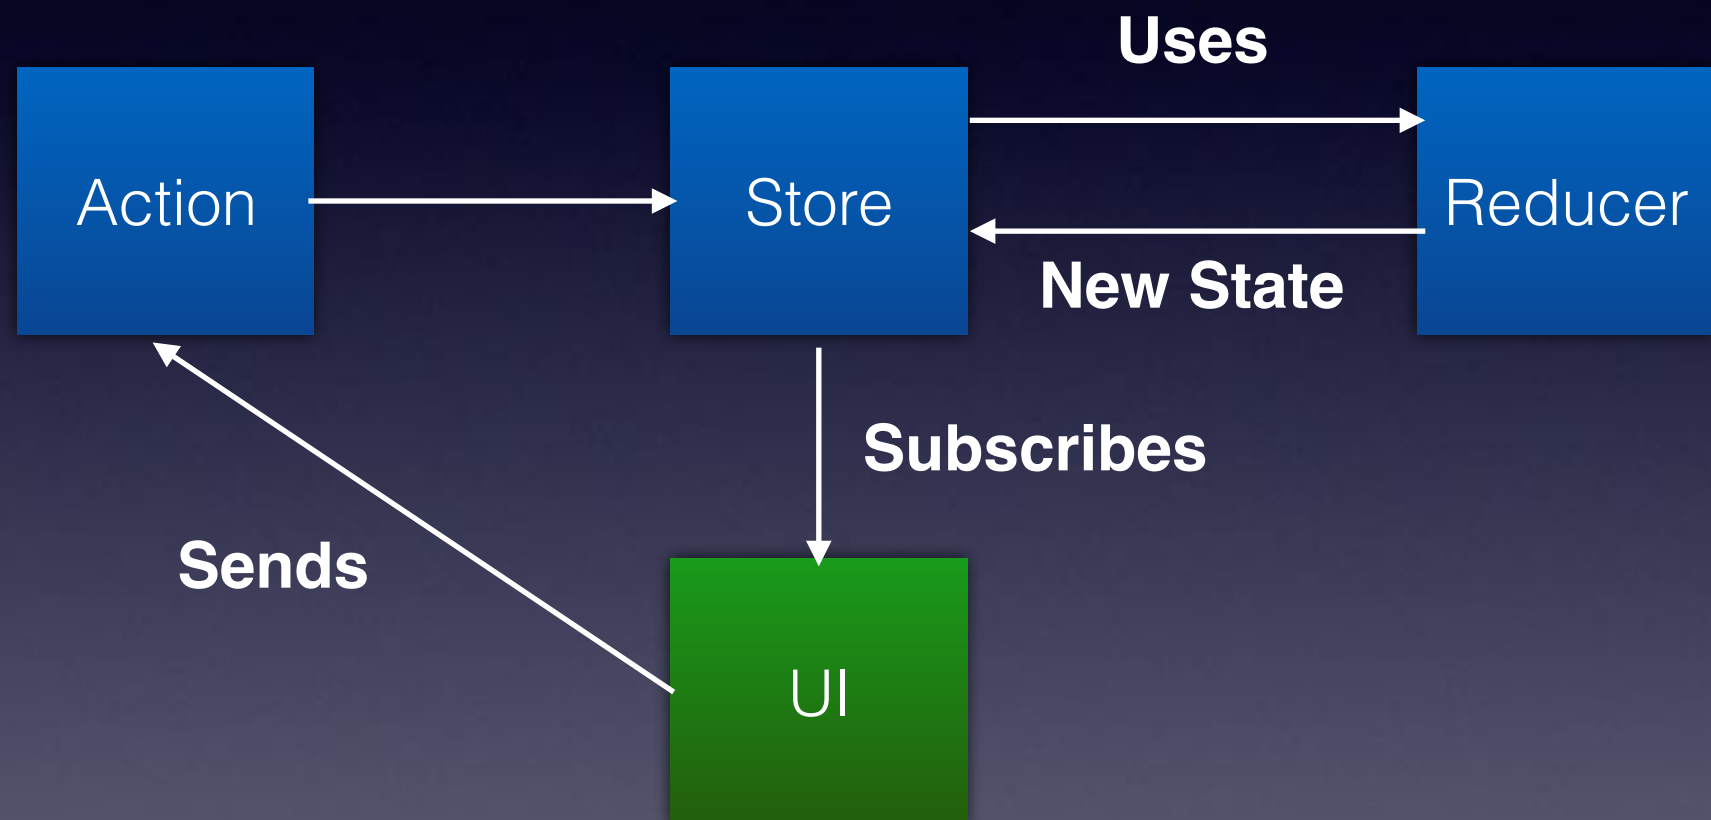 Uses
Action
Store
Reducer
New State
Subscribes
Sends
UI